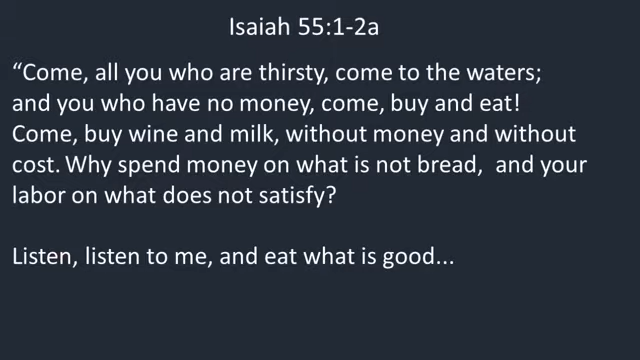 Isaiah 55:1-2a
“Come, all you who are thirsty, come to the waters;
and you who have no money, come, buy and eat!
Come, buy wine and milk, without money and without
cost. Why spend money on what is not bread,  and your
labor on what does not satisfy?
Listen, listen to me, and eat what is good...